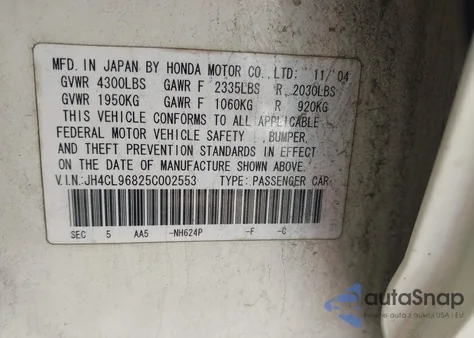 MFD. IN JAPAN BY HONDA MOTOR CO., LTD: 11/'04
GVWR 4300LBS GAWR F 2335LBS R 2030LBS
GVWR 1950KG GAWR F 1060KG R 920KG
THIS VEHICLE CONFORMS TO ALL APPLICABLE
FEDERAL MOTOR VEHICLE SAFETY, BUMPER,
AND THEFT PREVENTION STANDARDS IN EFFECT
ON THE DATE OF MANUFACTURE SHOWN ABOVE.
V.I.N.:JH4CL96825C002553 TYPE: PASSENGER CAR
SEC 5 AA5 -NH624P -F -C
autoSnap
USA | EU